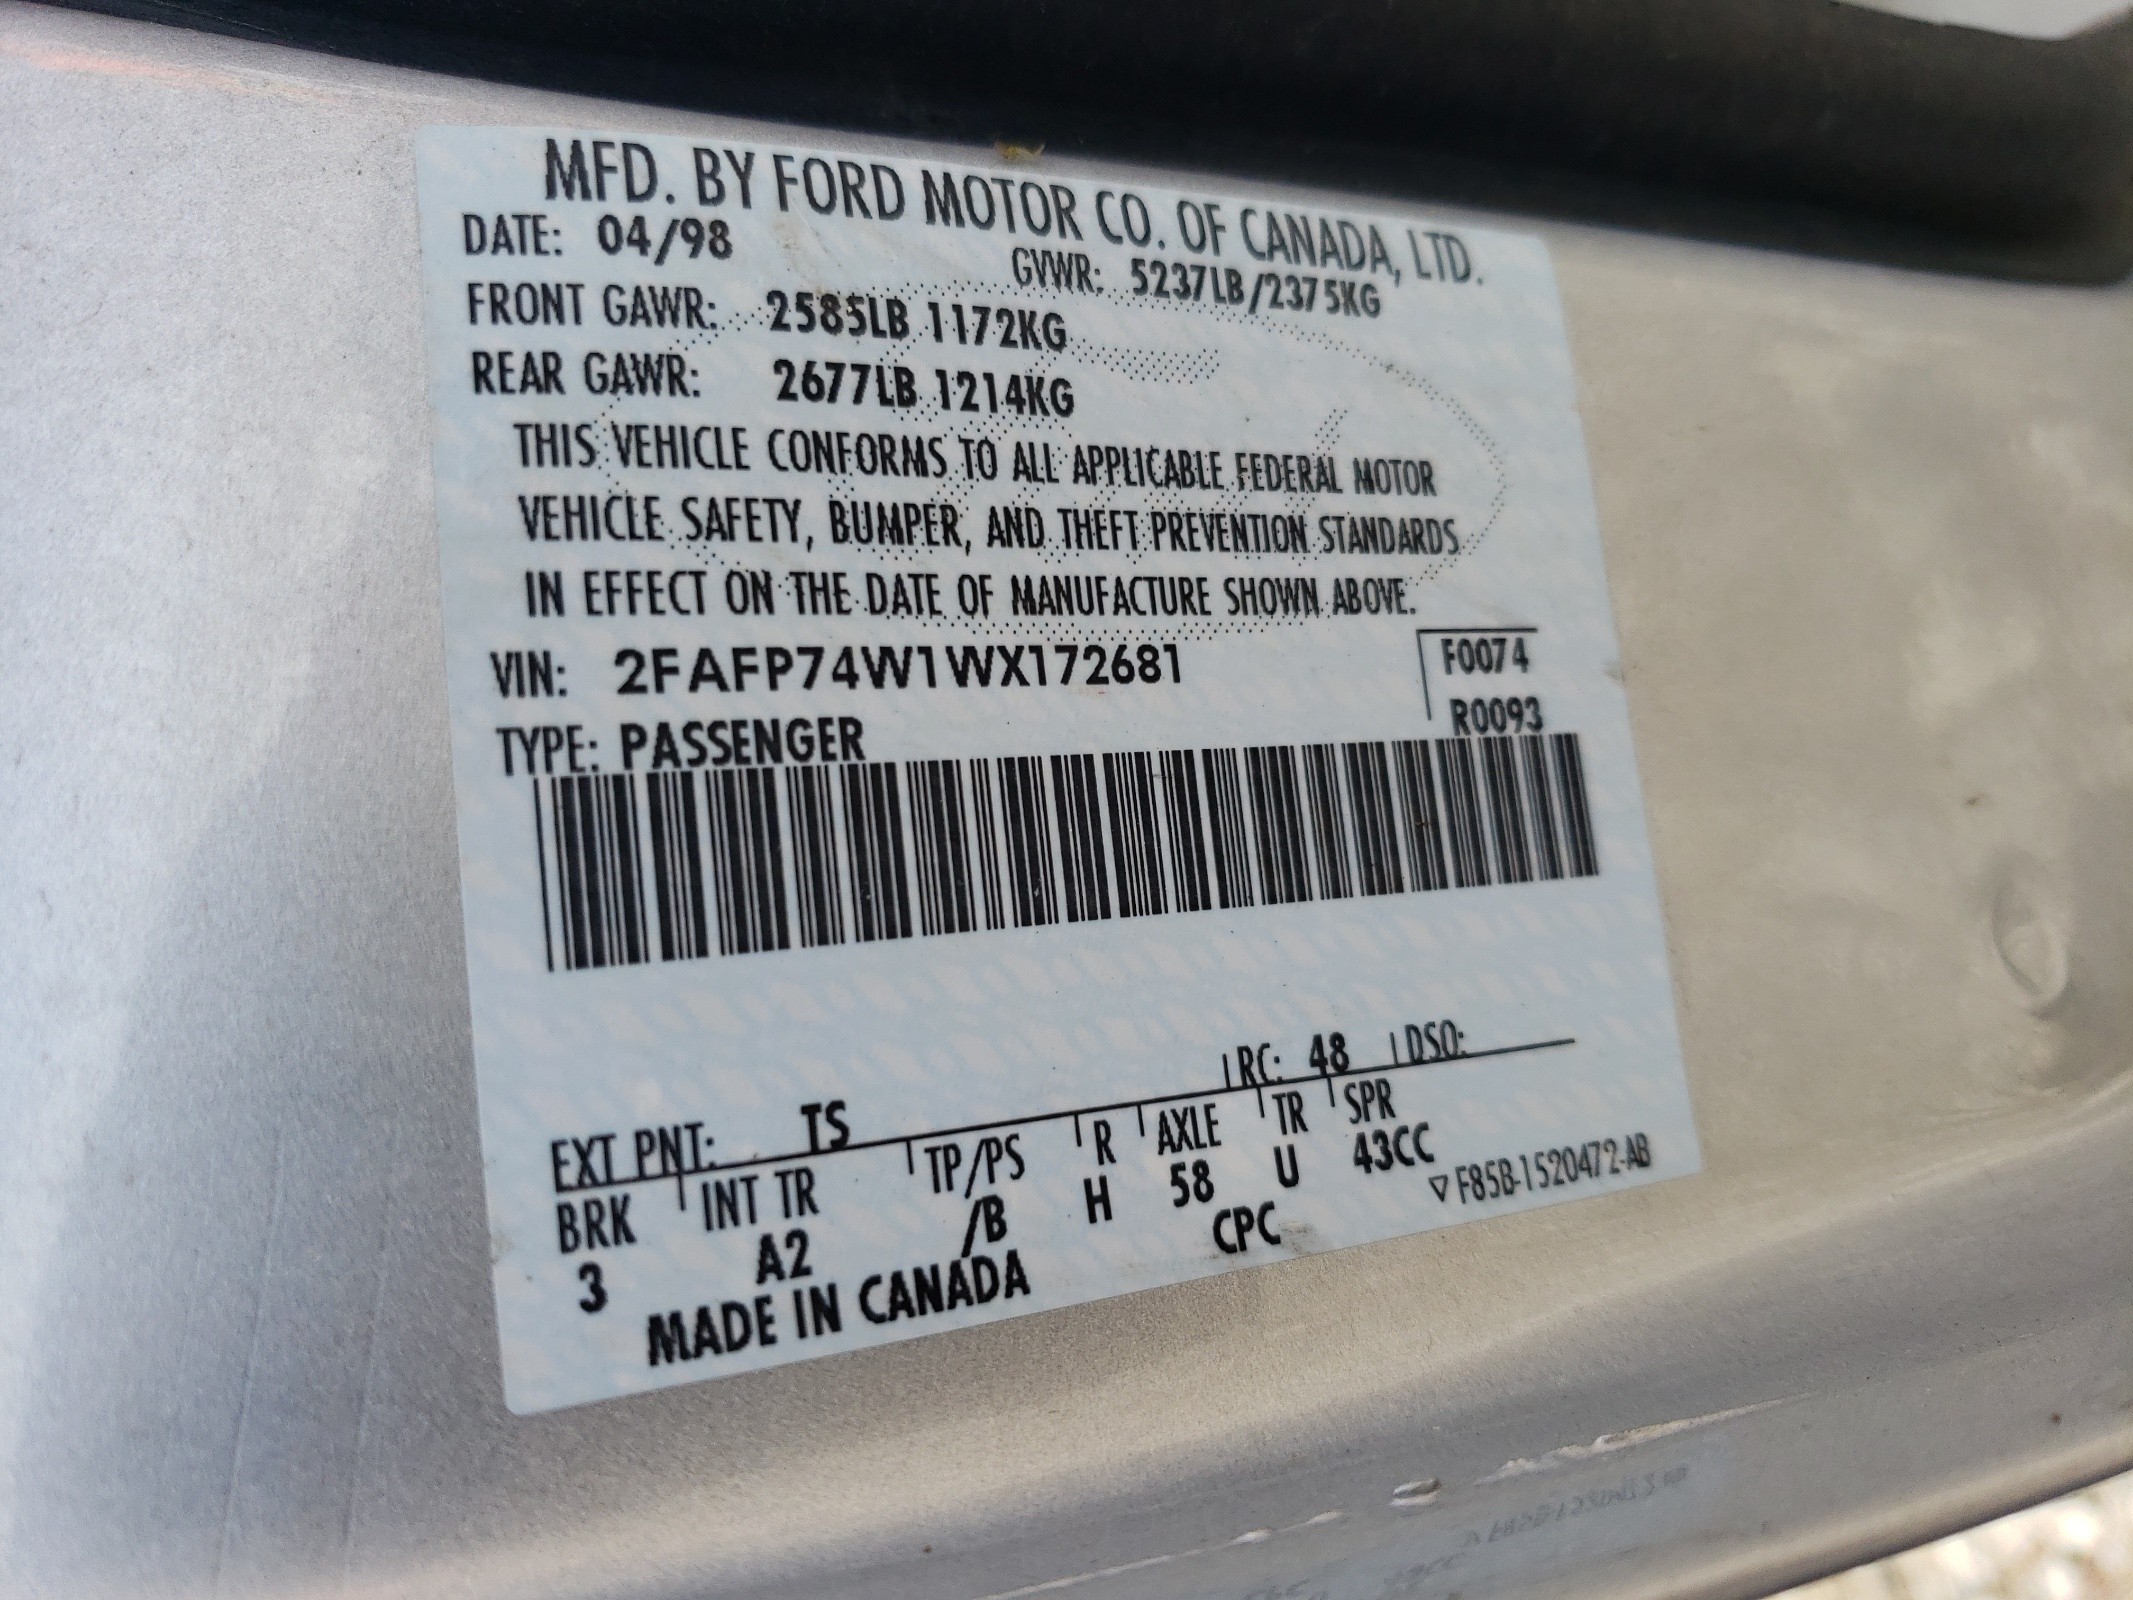 MFD. BY FORD MOTOR CO. OF CANADA, LTD.
DATE: 04/98 GVWR: 5237LB/2375KG
FRONT GAWR: 2585LB 1172KG
REAR GAWR: 2677LB 1214KG
THIS VEHICLE CONFORMS TO ALL APPLICABLE FEDERAL MOTOR
VEHICLE SAFETY, BUMPER, AND THEFT PREVENTION STANDARDS
IN EFFECT ON THE DATE OF MANUFACTURE SHOWN ABOVE.
VIN: 2FAFP74W1WX172681 F0074
TYPE: PASSENGER R0093
EXT PNT: TS RC: 48 DSO:
BRK INT TR TP/PS R AXLE TR SPR
3 A2 /B H 58 U 43CC
MADE IN CANADA CPC ▽F85B-1520472-AB